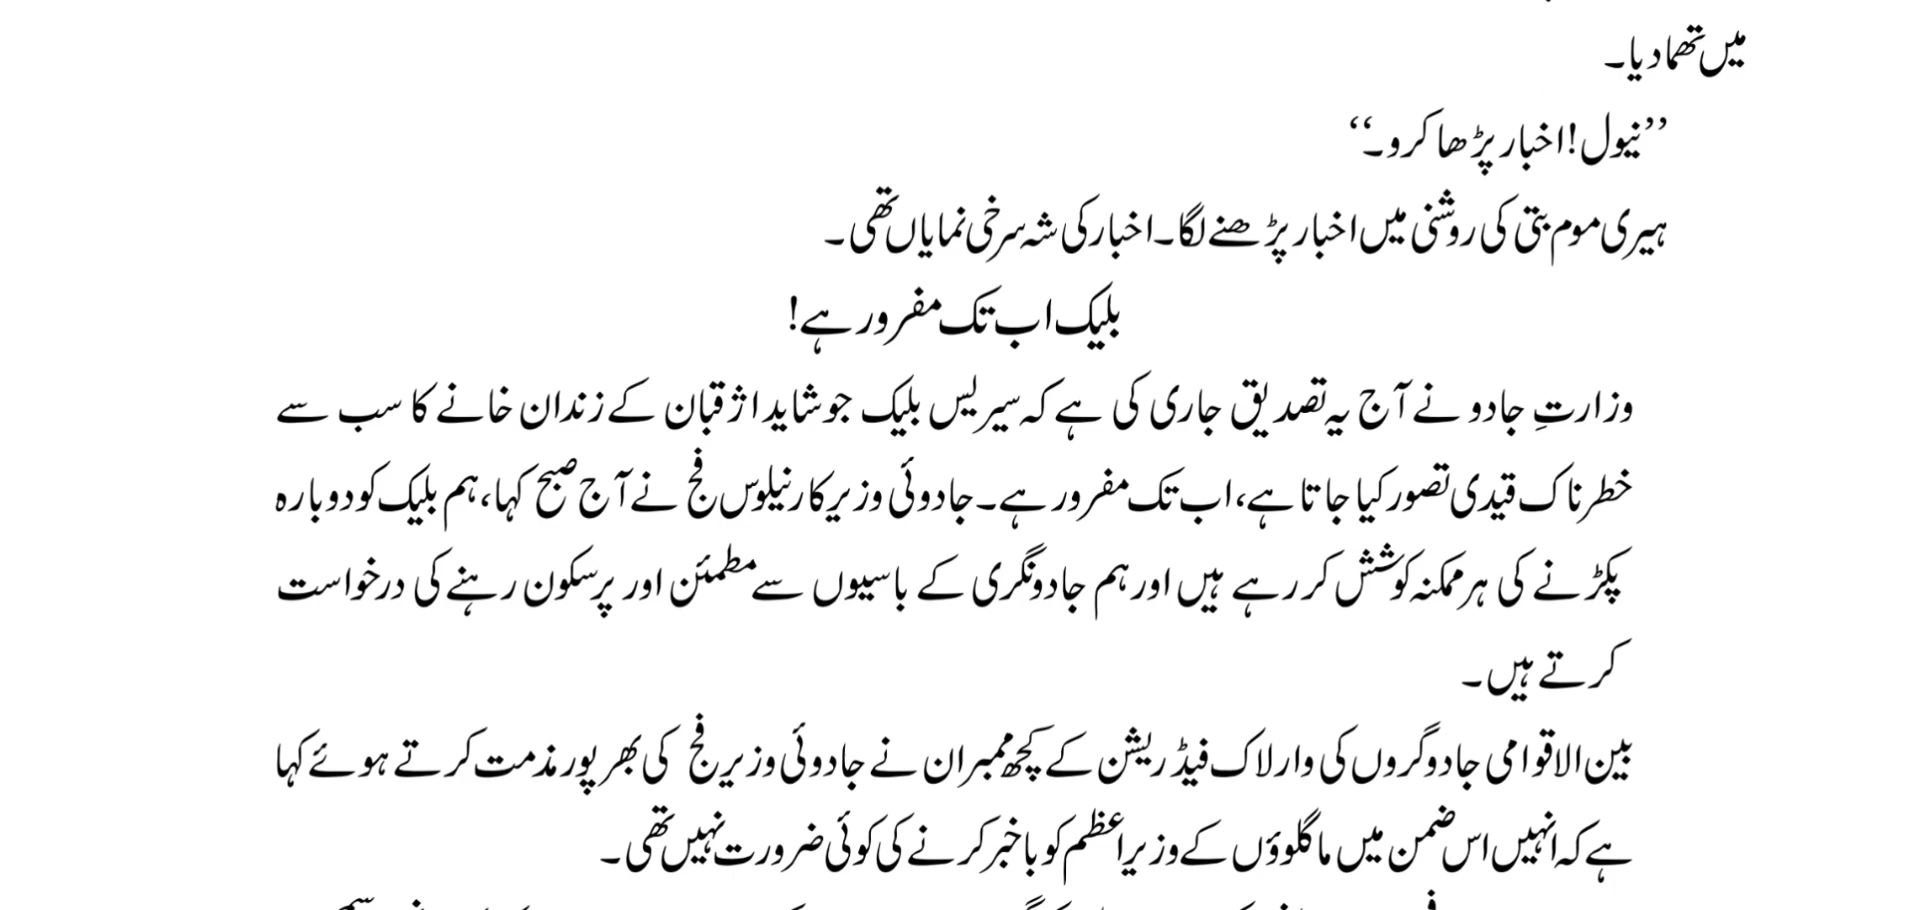 میں تھما دیا۔
’’نیول! اخبار پڑھا کرو۔‘‘
ہیری موم بتی کی روشنی میں اخبار پڑھنے لگا۔ اخبار کی شہ سرخی نمایاں تھی۔
بلیک اب تک مفرور ہے!
وزارتِ جادو نے آج یہ تصدیق جاری کی ہے کہ سیریس بلیک جو شاید اژقبان کے زندان خانے کا سب سے
خطرناک قیدی تصور کیا جاتا ہے، اب تک مفرور ہے۔ جادوئی وزیر کارنیلوس فج نے آج صبح کہا، ہم بلیک کو دوبارہ
پکڑنے کی ہر ممکنہ کوشش کر رہے ہیں اور ہم جادونگری کے باسیوں سے مطمئن اور پرسکون رہنے کی درخواست
کرتے ہیں۔
بین الاقوامی جادوگروں کی وارلاک فیڈریشن کے کچھ ممبران نے جادوئی وزیر فج کی بھرپور مذمت کرتے ہوئے کہا
ہے کہ انہیں اس ضمن میں ماگلوؤں کے وزیراعظم کو باخبر کرنے کی کوئی ضرورت نہیں تھی۔